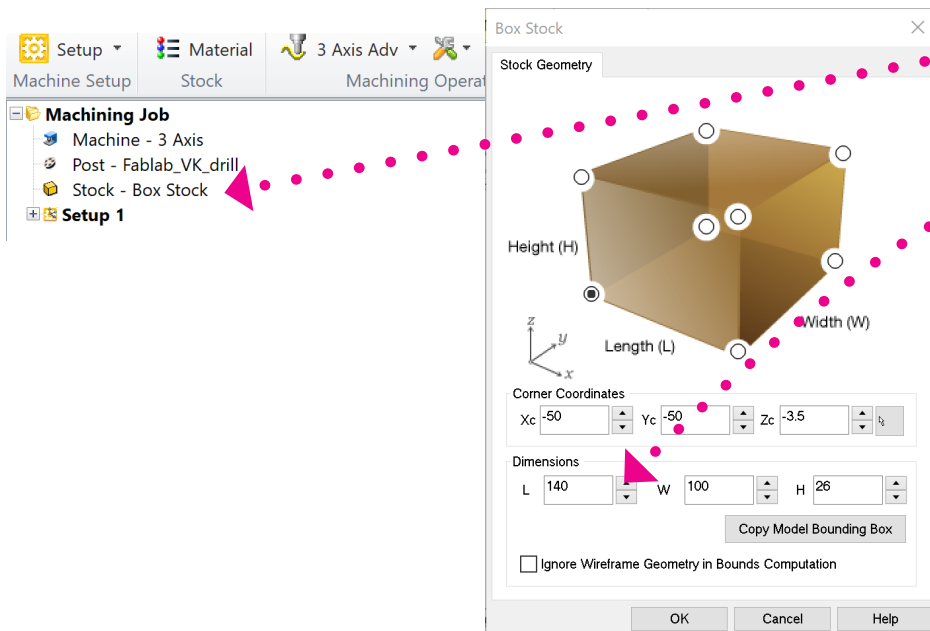 Setup
Material
3 Axis Adv
Machine Setup
Stock
Machining Operat
Machining Job
Machine - 3 Axis
Post - Fablab_VK_drill
Stock - Box Stock
Setup 1
Box Stock
Stock Geometry
Height (H)
Width (W)
Length (L)
z
y
x
Corner Coordinates
Xc -50 Yc -50 Zc -3.5
Dimensions
L 140 W 100 H 26
Copy Model Bounding Box
Ignore Wireframe Geometry in Bounds Computation
OK Cancel Help